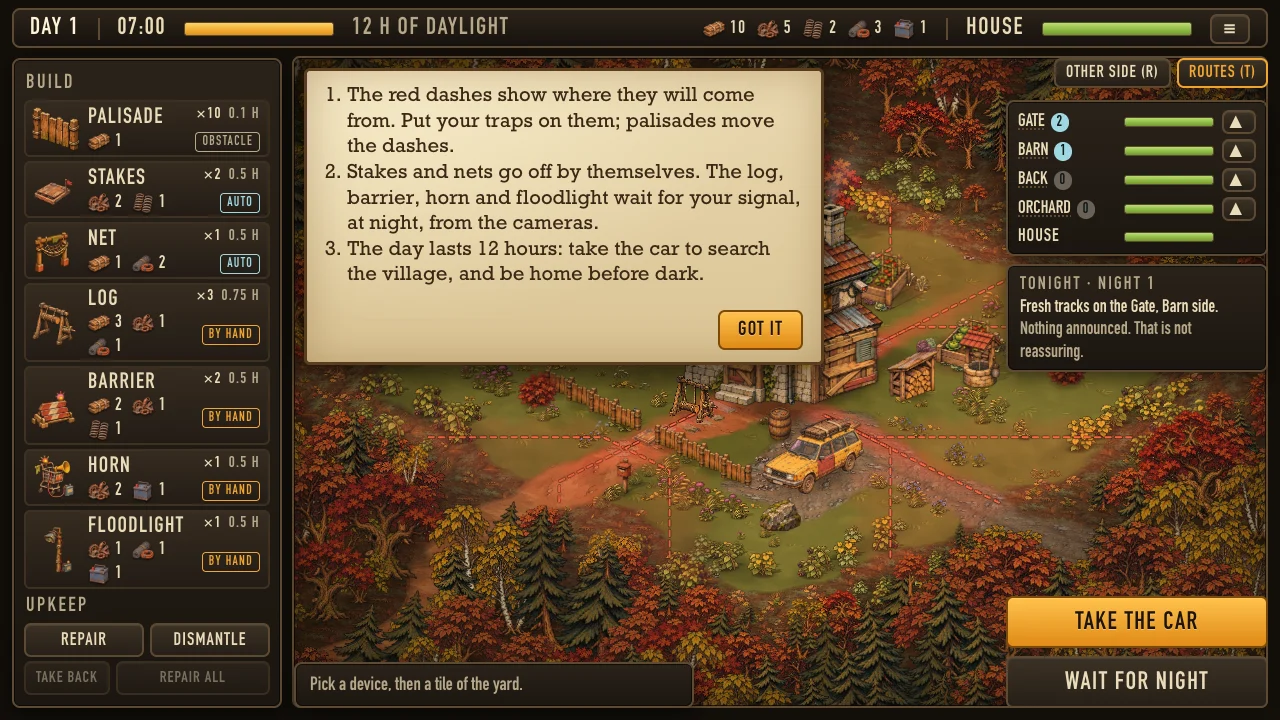 DAY 1 | 07:00 12 H OF DAYLIGHT 10 5 2 3 1 | HOUSE ≡
BUILD
PALISADE ×10 0.1 H
1 OBSTACLE
STAKES ×2 0.5 H
2 1 AUTO
NET ×1 0.5 H
1 2 AUTO
LOG ×3 0.75 H
3 1
1 BY HAND
BARRIER ×2 0.5 H
2 1
1 BY HAND
HORN ×1 0.5 H
2 1 BY HAND
FLOODLIGHT ×1 0.5 H
1 1
1 BY HAND
UPKEEP
REPAIR DISMANTLE
TAKE BACK REPAIR ALL
1. The red dashes show where they will come
from. Put your traps on them; palisades move
the dashes.
2. Stakes and nets go off by themselves. The log,
barrier, horn and floodlight wait for your signal,
at night, from the cameras.
3. The day lasts 12 hours: take the car to search
the village, and be home before dark.
GOT IT
OTHER SIDE (R) ROUTES (T)
GATE 2 ▲
BARN 1 ▲
BACK 0 ▲
ORCHARD 0 ▲
HOUSE
TONIGHT · NIGHT 1
Fresh tracks on the Gate, Barn side.
Nothing announced. That is not
reassuring.
TAKE THE CAR
WAIT FOR NIGHT
Pick a device, then a tile of the yard.